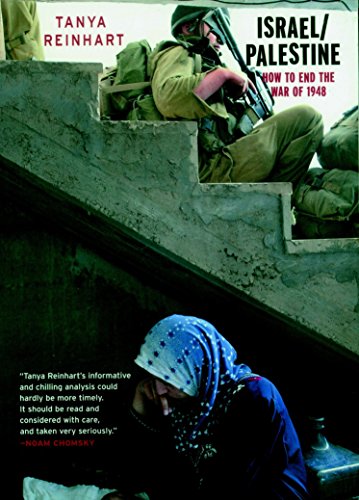 TANYA
REINHART
ISRAEL/
PALESTINE
HOW TO END THE
WAR OF 1948
"Tanya Reinhart's informative
and chilling analysis could
hardly be more timely.
It should be read and
considered with care,
and taken very seriously."
–NOAM CHOMSKY